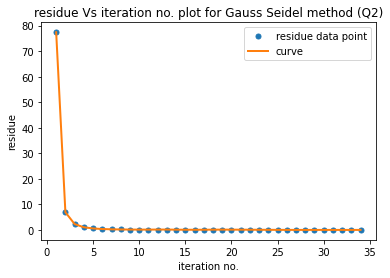 residue Vs iteration no. plot for Gauss Seidel method (Q2)
residue data point
curve
80
70
60
50
40
30
20
10
0
residue
0 5 10 15 20 25 30 35
iteration no.